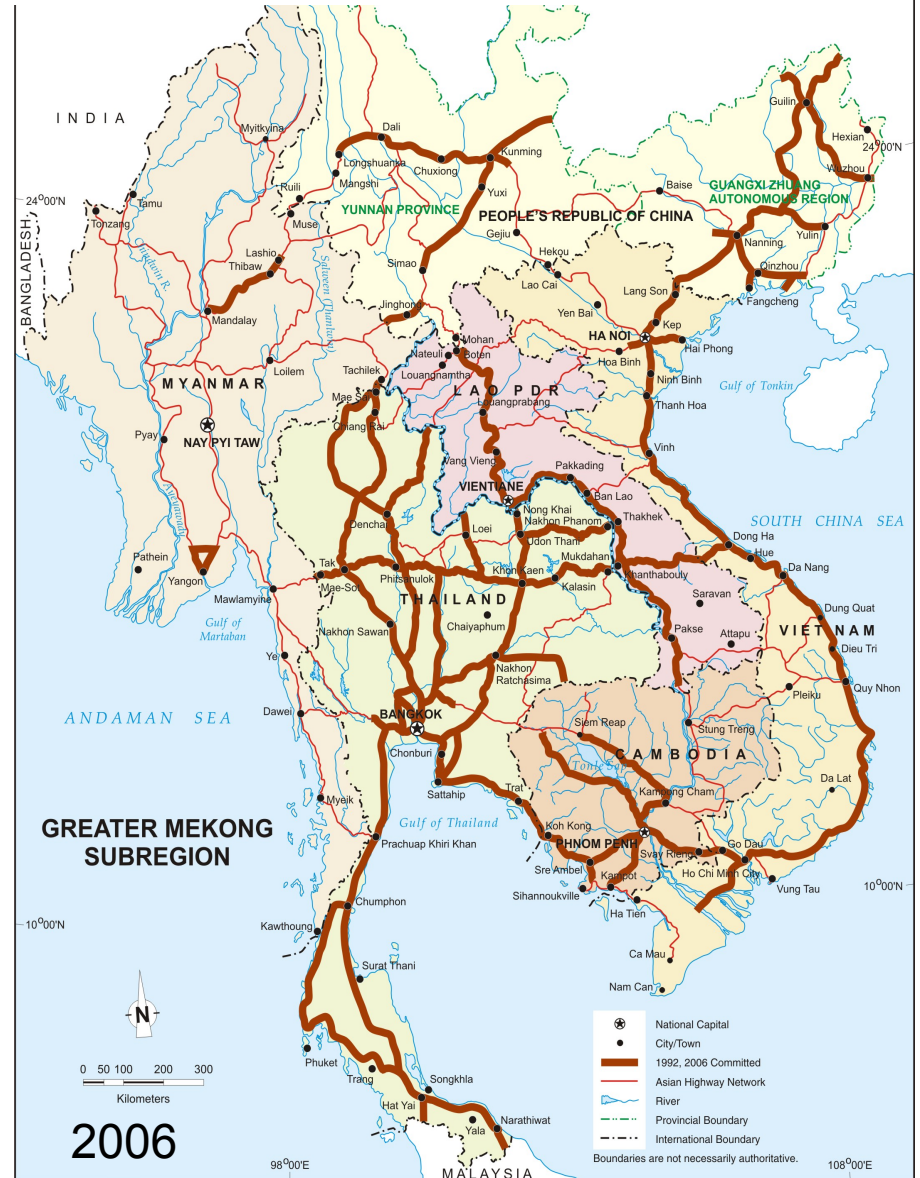 INDIA
Myitkyina
Dali
Guilin
Hexian
24°00'N
Kunming
Longshuanka
Chuxiong
Mangshi
Wuzhou
Ruili
Yuxi
Baise
GUANGXI ZHUANG
AUTONOMOUS REGION
24°00'N
Tamu
YUNNAN PROVINCE
PEOPLE'S REPUBLIC OF CHINA
Tonzang
Muse
Gejiu
Nanning
Yulin
BANGLADESH
Chindwin R.
Lashio
Thibaw
Salween (Thanlwin)
Simao
Hekou
Lao Cai
Qinzhou
Lang Son
Fangcheng
Mandalay
Jinghong
Yen Bai
Kep
HA NOI
Hai Phong
Mohan
Nateuli
Boten
Hoa Binh
Loilem
Tachilek
Louangnamtha
Ninh Binh
Gulf of Tonkin
MYANMAR
LAO PDR
Mae Sai
Louangprabang
Thanh Hoa
Chiang Rai
Pyay
NAY PYI TAW
Vinh
Vang Vieng
Pakkading
Ayeyarwady
VIENTIANE
Ban Lao
Nong Khai
Nakhon Phanom
Thakhek
SOUTH CHINA SEA
Denchai
Loei
Udon Thani
Dong Ha
Hue
Pathein
Yangon
Tak
Mae-Sot
Phitsanulok
Khon Kaen
Mukdahan
Khanthabouly
Da Nang
Kalasin
Mawlamyine
THAILAND
Saravan
Gulf of
Martaban
Chaiyaphum
Dung Quat
Nakhon Sawan
Pakse
Attapu
VIET NAM
Dieu Tri
Ye
Nakhon
Ratchasima
Quy Nhon
Pleiku
ANDAMAN SEA
Dawei
BANGKOK
Siem Reap
Stung Treng
CAMBODIA
Chonburi
Tonle Sap
Da Lat
Sattahip
Trat
Kampong Cham
Myeik
Gulf of Thailand
Koh Kong
GREATER MEKONG
SUBREGION
Prachuap Khiri Khan
PHNOM PENH
Svay Rieng
Go Dau
Sre Ambel
Kampot
Ho Chi Minh City
Vung Tau
10°00'N
Sihannoukville
Chumphon
Ha Tien
10°00'N
Kawthoung
Ca Mau
Surat Thani
Nam Can
N
National Capital
City/Town
Phuket
1992, 2006 Committed
0 50 100 200 300
Kilometers
Trang
Songkhla
Asian Highway Network
River
Hat Yai
Narathiwat
Provincial Boundary
2006
Yala
International Boundary
Boundaries are not necessarily authoritative.
98°00'E
MALAYSIA
108°00'E